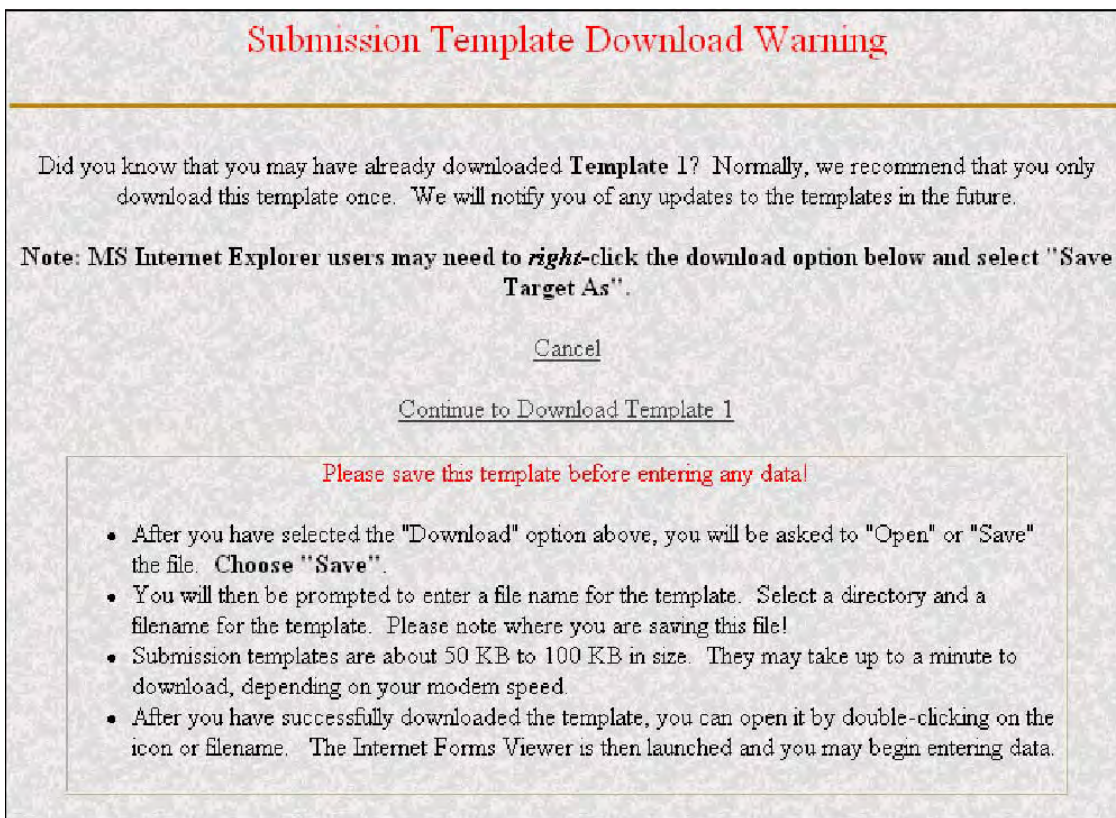 Submission Template Download Warning
Did you know that you may have already downloaded Template 1? Normally, we recommend that you only
download this template once. We will notify you of any updates to the templates in the future.
Note: MS Internet Explorer users may need to right-click the download option below and select "Save
Target As".
Cancel
Continue to Download Template 1
Please save this template before entering any data!
• After you have selected the "Download" option above, you will be asked to "Open" or "Save"
the file. Choose "Save".
• You will then be prompted to enter a file name for the template. Select a directory and a
filename for the template. Please note where you are saving this file!
• Submission templates are about 50 KB to 100 KB in size. They may take up to a minute to
download, depending on your modem speed.
• After you have successfully downloaded the template, you can open it by double-clicking on the
icon or filename. The Internet Forms Viewer is then launched and you may begin entering data.